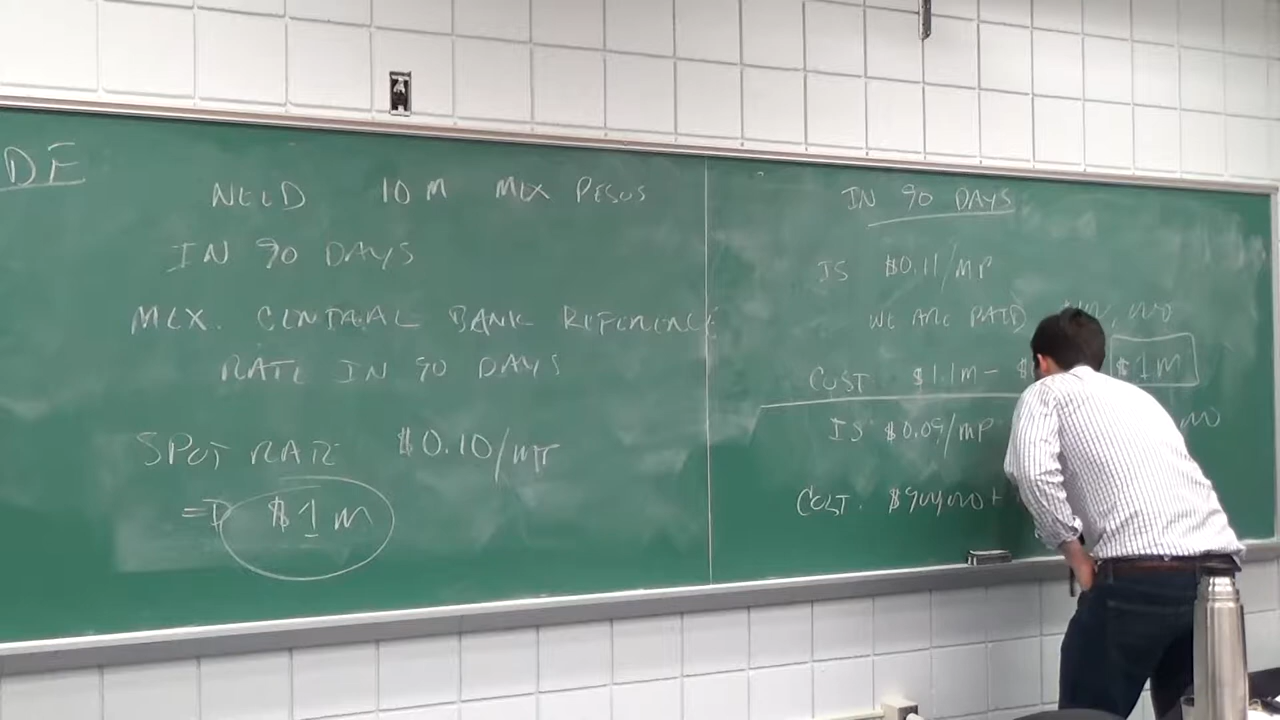 DF
NEED 10 M MEX PESOS
IN 90 DAYS
MEX. CENTRAL BANK REFERENCE
RATE IN 90 DAYS
SPOT RATE $0.10/MP
=D $1M
IN 90 DAYS
IS $0.11/MP
WE ARE PAID
COST $1.1M - $ $1M
IS $0.09/MP
COST. $900,000 +